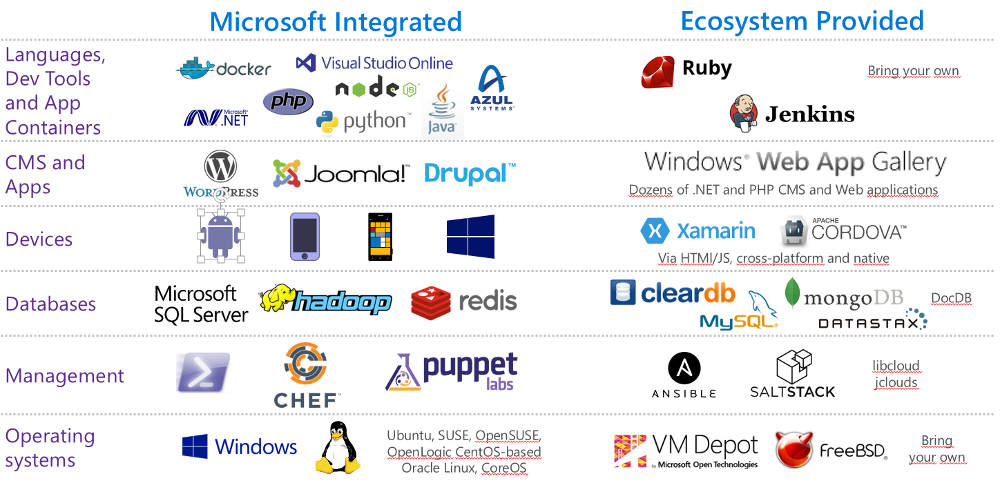 Microsoft Integrated
Ecosystem Provided
Languages,
Dev Tools
and App
Containers
docker
Visual Studio Online
php
node JS
AZUL
SYSTEMS®
Microsoft®
.NET
python™
Java
Ruby
Bring your own
Jenkins
CMS and
Apps
WORDPRESS
Joomla!™
Drupal™
Windows® Web App Gallery
Dozens of .NET and PHP CMS and Web applications
Devices
Xamarin
APACHE
CORDOVA™
Via HTMl/JS, cross-platform and native
Databases
Microsoft
SQL Server
hadoop
redis
cleardb
MySQL®
mongoDB
DATASTAX
DocDB
Management
CHEF™
puppet
labs
ANSIBLE
SALTSTACK
libcloud
jclouds
Operating
systems
Windows
Ubuntu, SUSE, OpenSUSE,
OpenLogic CentOS-based
Oracle Linux, CoreOS
VM Depot
by Microsoft Open Technologies
FreeBSD®
Bring
your own